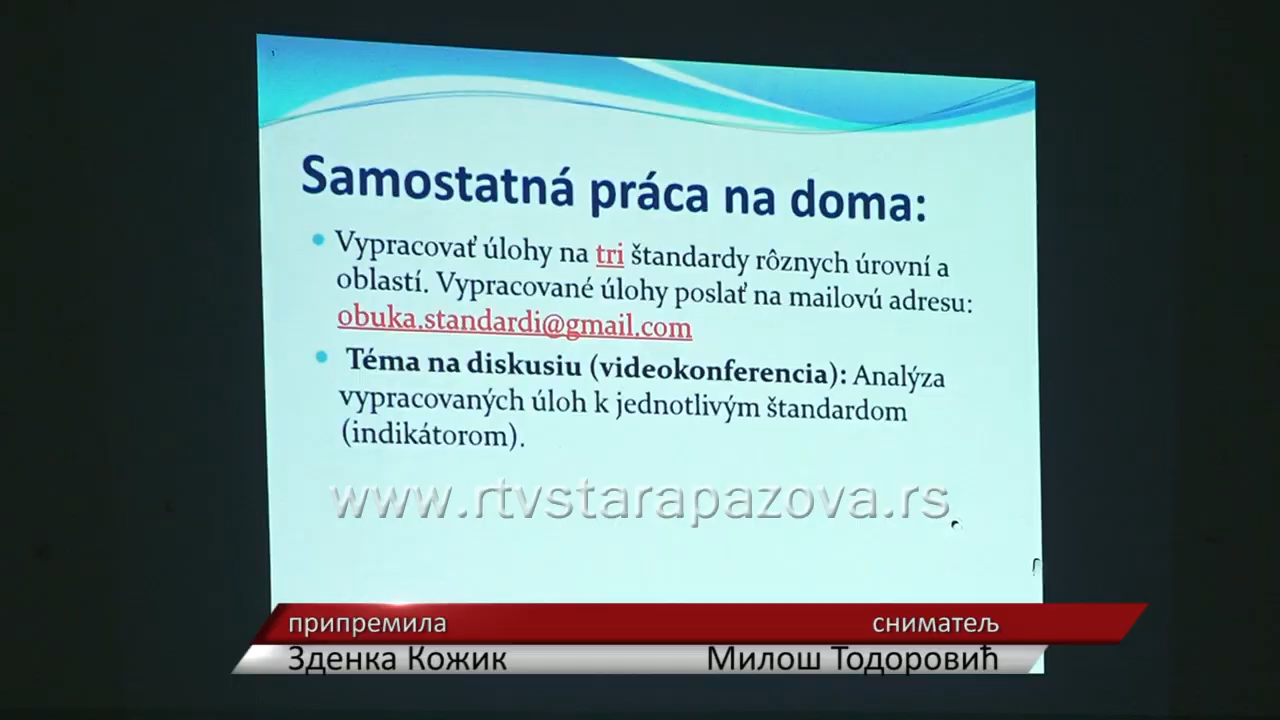 Samostatná práca na doma:
Vypracovať úlohy na tri štandardy rôznych úrovní a
oblastí. Vypracované úlohy poslať na mailovú adresu:
obuka.standardi@gmail.com
Téma na diskusiu (videokonferencia): Analýza
vypracovaných úloh k jednotlivým štandardom
(indikátorom).
www.rtvstarapazova.rs
припремила
сниматељ
Зденка Кожик
Милош Тодоровић